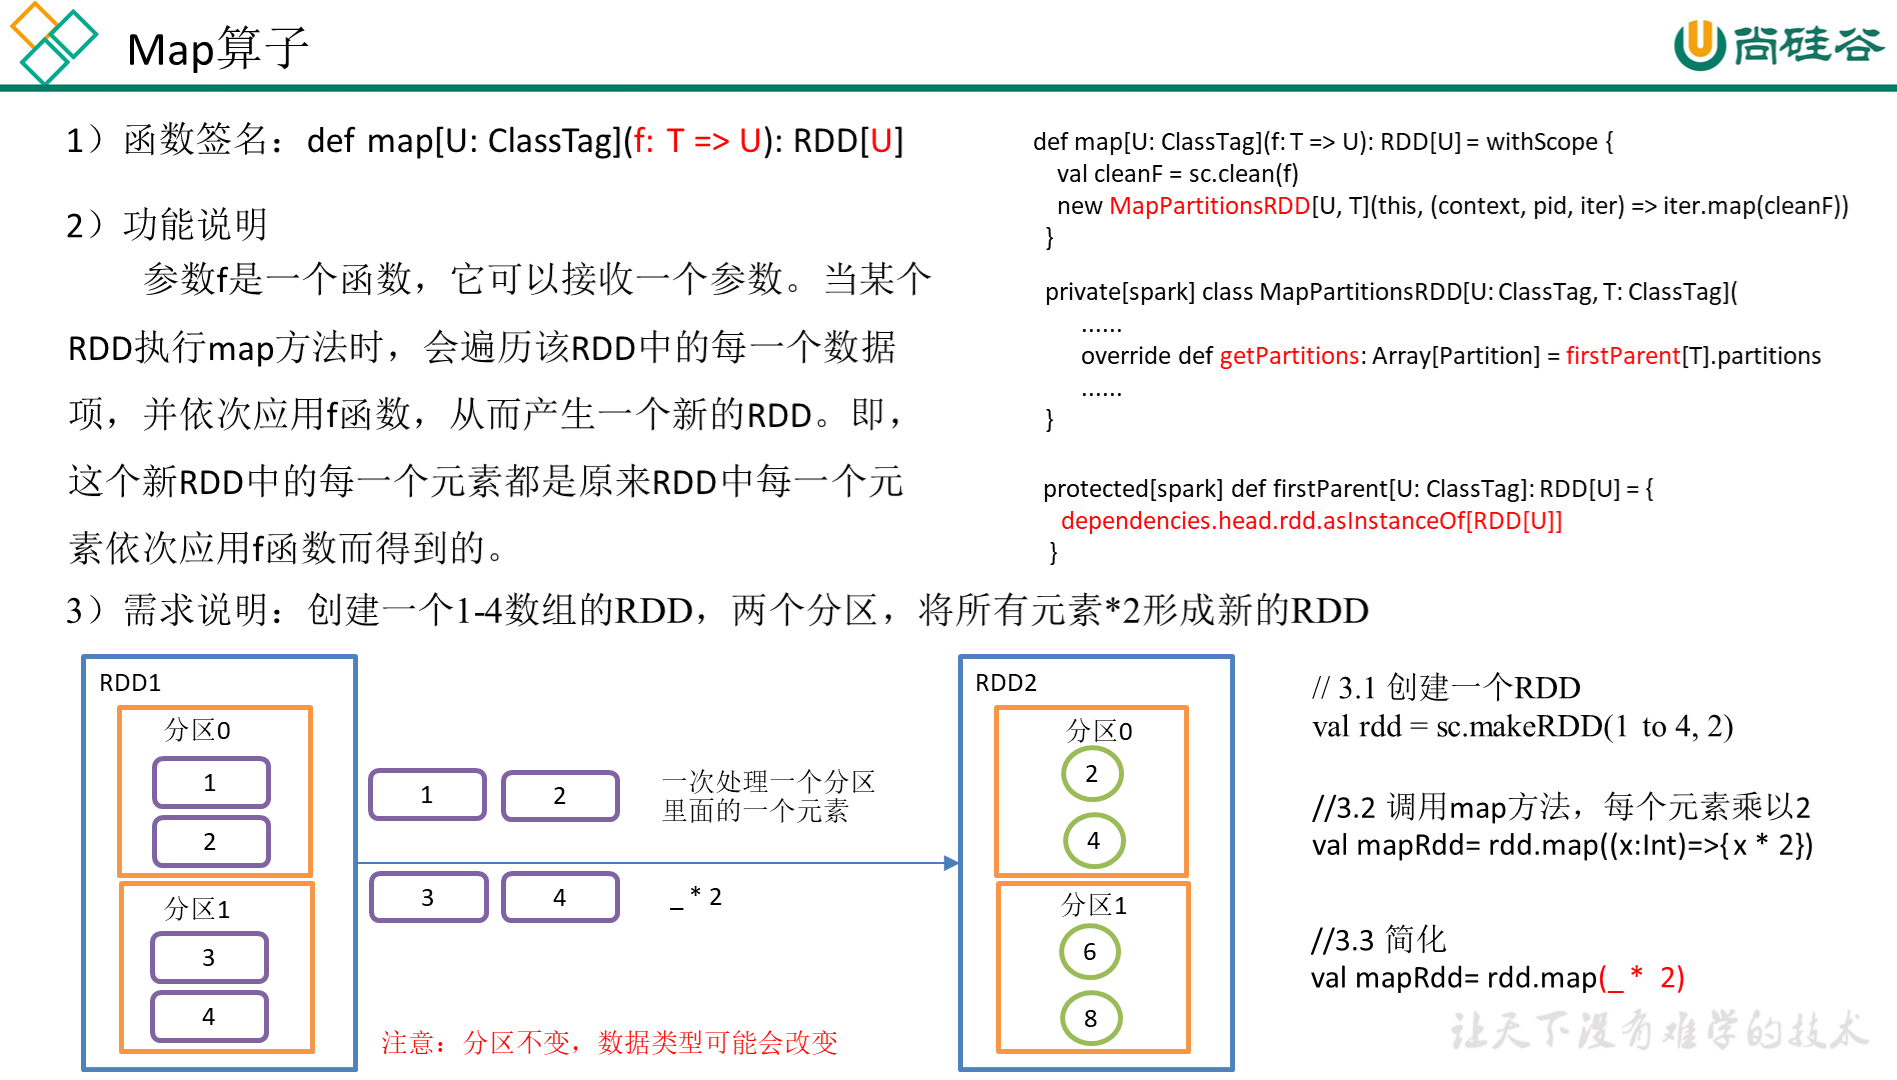 Map算子
尚硅谷
1）函数签名：def map[U: ClassTag](f: T => U): RDD[U]
2）功能说明
参数f是一个函数，它可以接收一个参数。当某个
RDD执行map方法时，会遍历该RDD中的每一个数据
项，并依次应用f函数，从而产生一个新的RDD。即，
这个新RDD中的每一个元素都是原来RDD中每一个元
素依次应用f函数而得到的。
def map[U: ClassTag](f: T => U): RDD[U] = withScope {
val cleanF = sc.clean(f)
new MapPartitionsRDD[U, T](this, (context, pid, iter) => iter.map(cleanF))
}
private[spark] class MapPartitionsRDD[U: ClassTag, T: ClassTag](
......
override def getPartitions: Array[Partition] = firstParent[T].partitions
......
}
protected[spark] def firstParent[U: ClassTag]: RDD[U] = {
dependencies.head.rdd.asInstanceOf[RDD[U]]
}
3）需求说明：创建一个1-4数组的RDD，两个分区，将所有元素*2形成新的RDD
RDD1
分区0
1
2
分区1
3
4
1
2
一次处理一个分区
里面的一个元素
3
4
_ * 2
注意：分区不变，数据类型可能会改变
RDD2
分区0
2
4
分区1
6
8
// 3.1 创建一个RDD
val rdd = sc.makeRDD(1 to 4, 2)
//3.2 调用map方法，每个元素乘以2
val mapRdd= rdd.map((x:Int)=>{x * 2})
//3.3 简化
val mapRdd= rdd.map(_ * 2)
让天下没有难学的技术